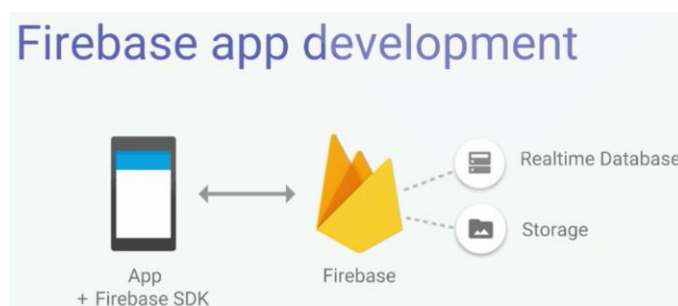 Firebase app development
Realtime Database
Storage
App
+ Firebase SDK
Firebase